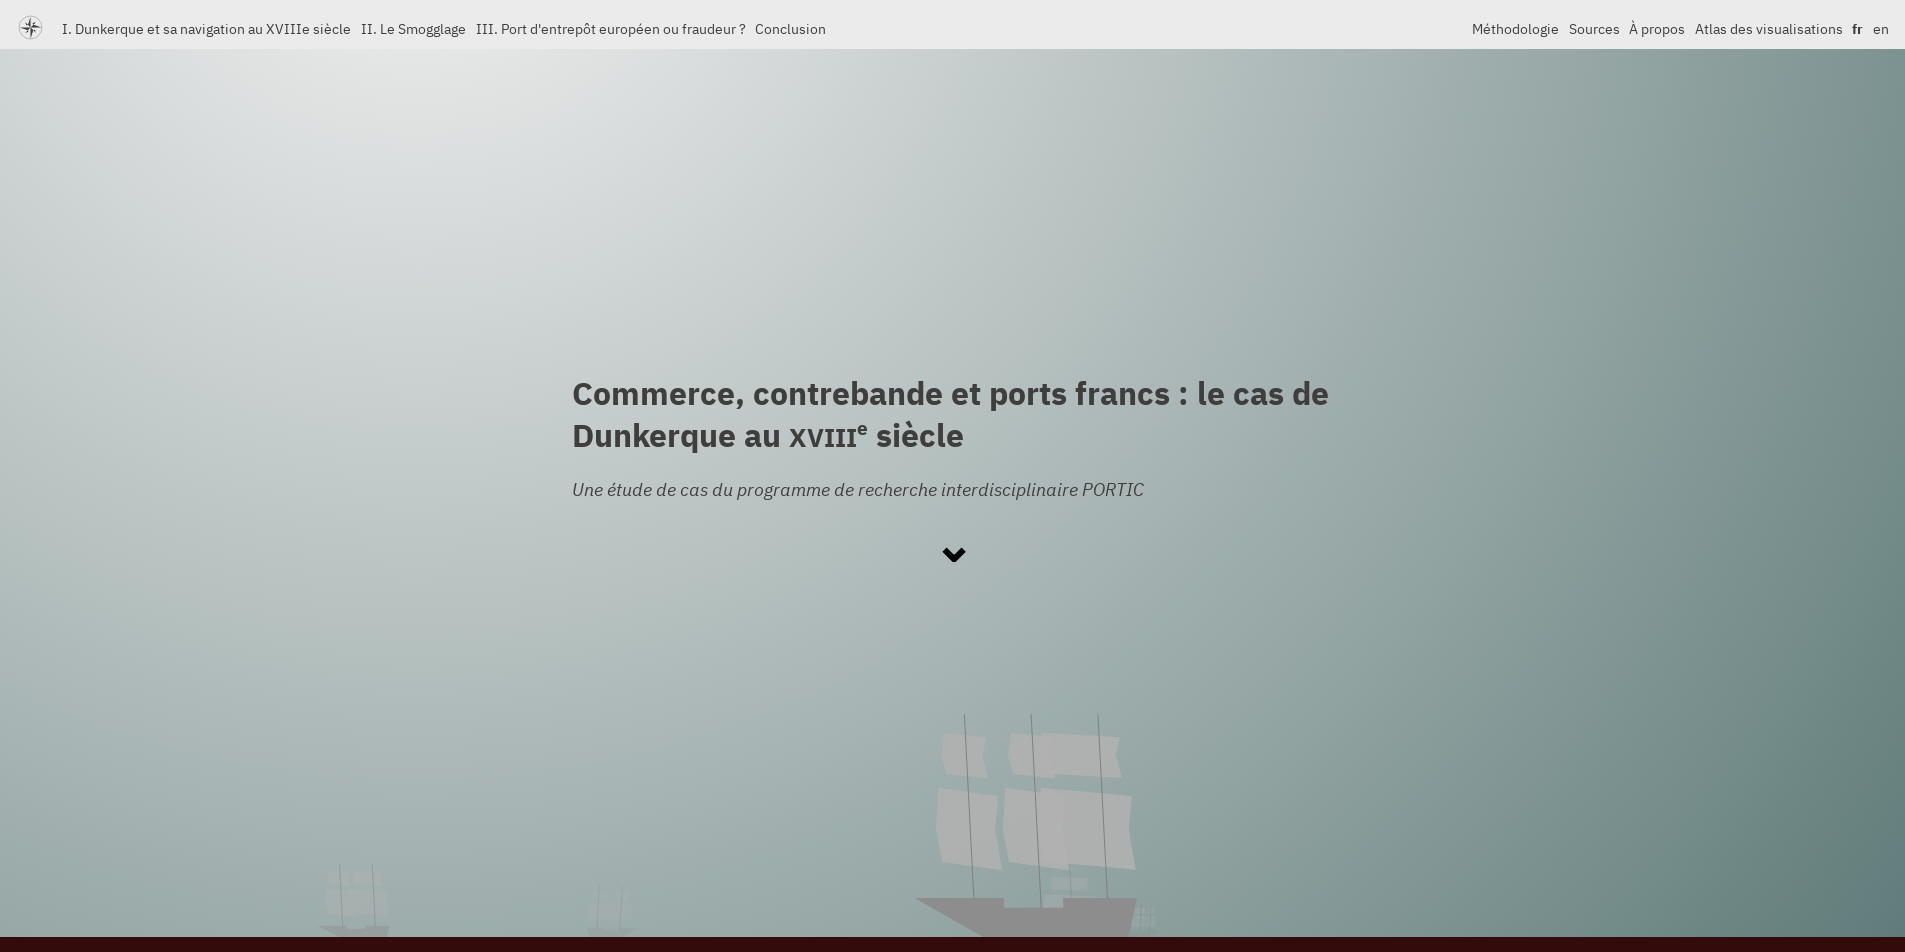 I. Dunkerque et sa navigation au XVIIIe siècle II. Le Smogglage III. Port d'entrepôt européen ou fraudeur ? Conclusion Méthodologie Sources À propos Atlas des visualisations fr en
Commerce, contrebande et ports francs : le cas de
Dunkerque au XVIIIe siècle
Une étude de cas du programme de recherche interdisciplinaire PORTIC